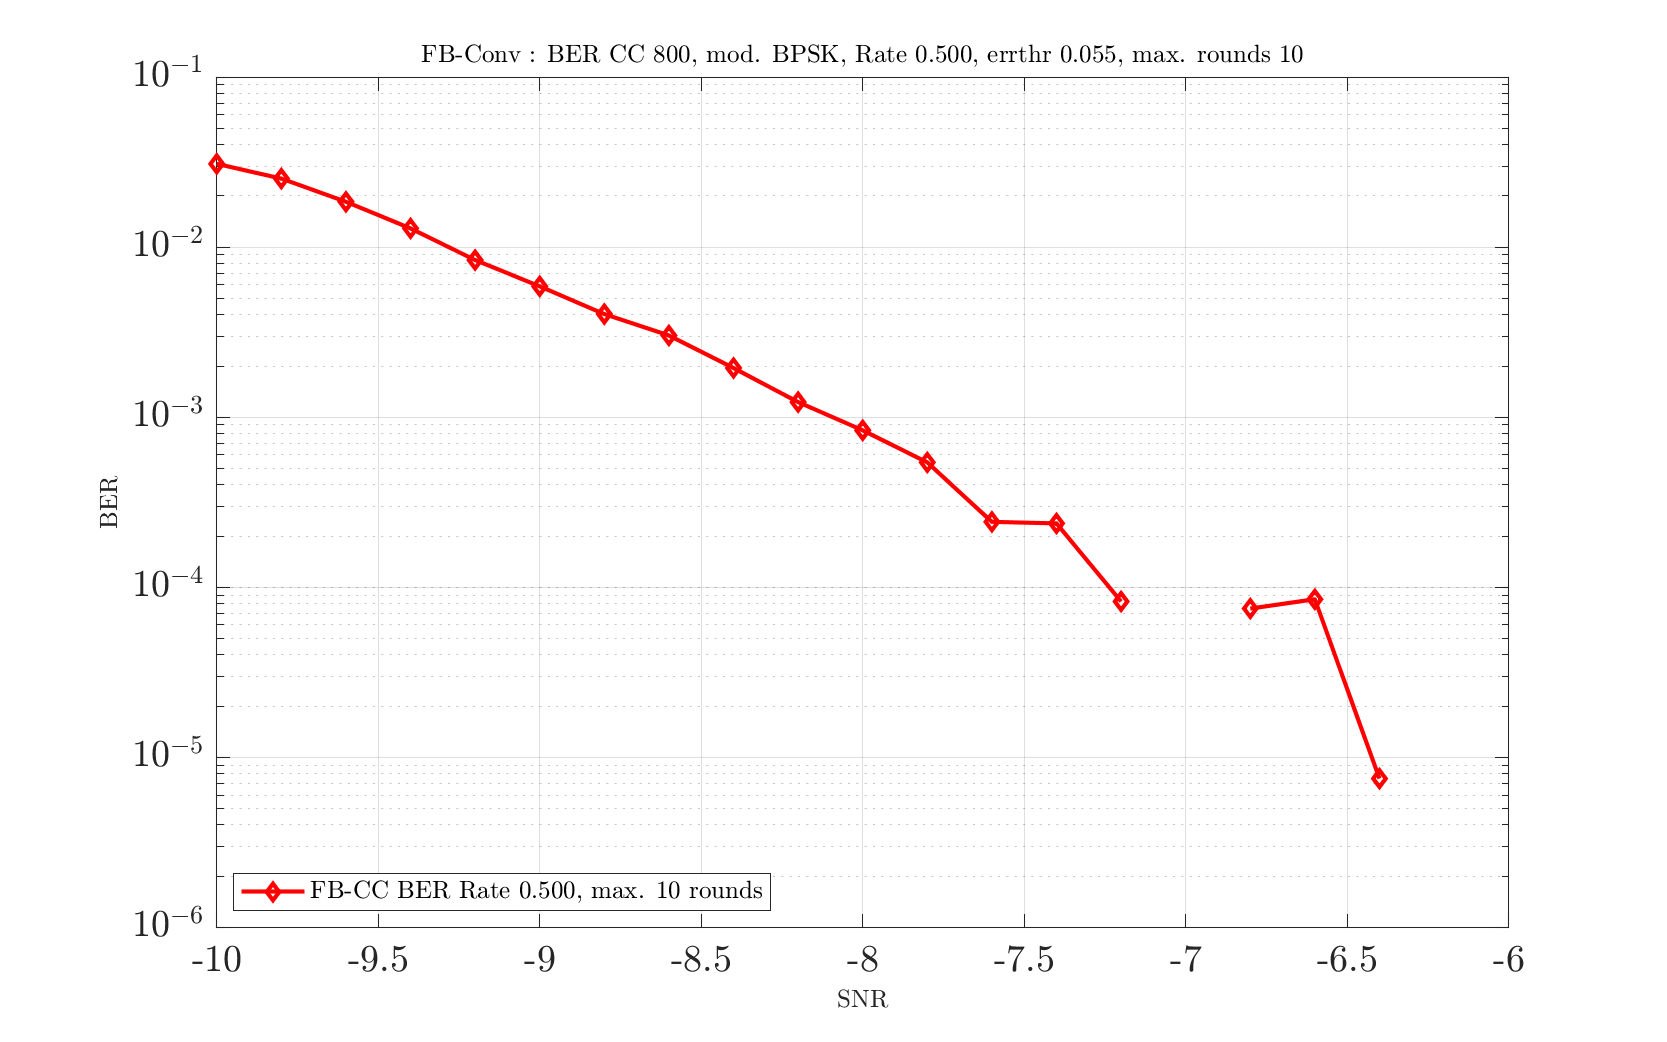 FB-Conv : BER CC 800, mod. BPSK, Rate 0.500, errthr 0.055, max. rounds 10
10^{-1}
10^{-2}
10^{-3}
10^{-4}
10^{-5}
10^{-6}
BER
FB-CC BER Rate 0.500, max. 10 rounds
-10 -9.5 -9 -8.5 -8 -7.5 -7 -6.5 -6
SNR